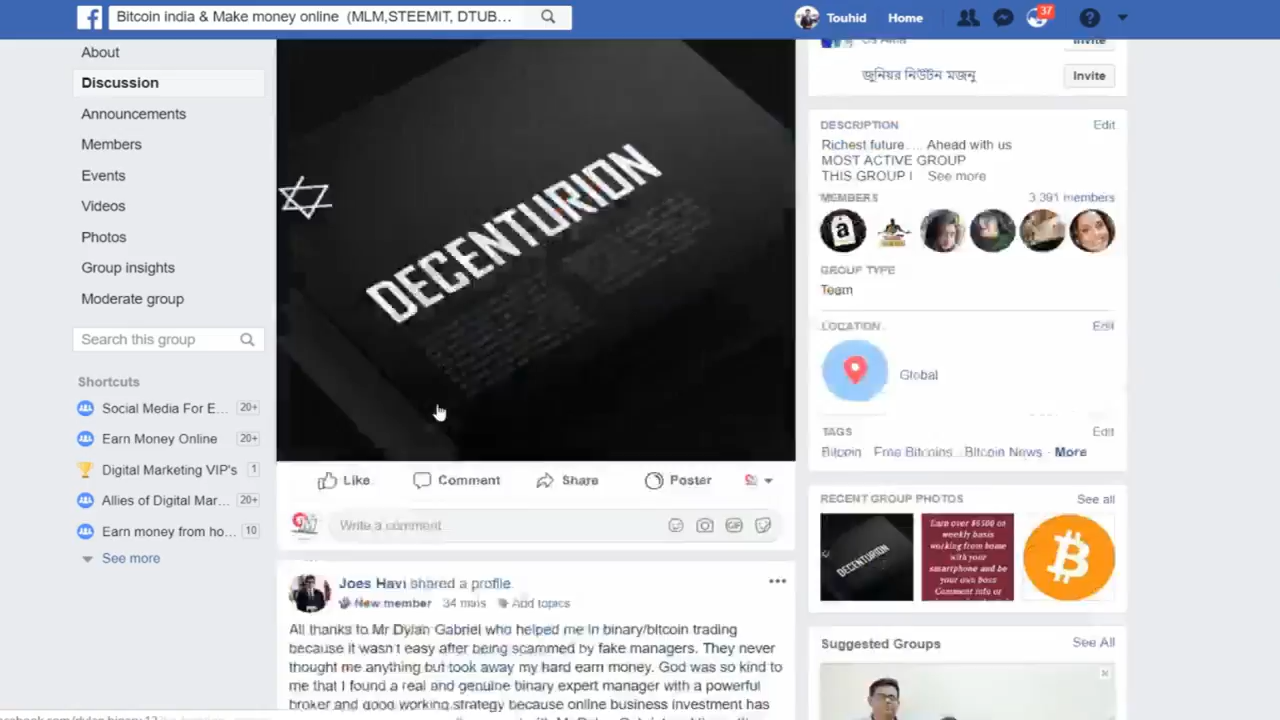 Bitcoin india & Make money online (MLM,STEEMIT, DTUB...
Touhid
Home
37
About
Discussion
Announcements
Members
Events
Videos
Photos
Group insights
Moderate group
Search this group
Shortcuts
Social Media For E... 20+
Earn Money Online 20+
Digital Marketing VIP's 1
Allies of Digital Mar... 20+
Earn money from ho... 10
See more
DECENTURION
Like
Comment
Share
Poster
Write a comment
GIF
Joes Havi shared a profile.
New member 34 mins Add topics
All thanks to Mr Dylan Gabriel who helped me in binary/bitcoin trading
because it wasn't easy after being scammed by fake managers. They never
thought me anything but took away my hard earn money. God was so kind to
me that I found a real and genuine binary expert manager with a powerful
broker and good working strategy because online business investment has
Invite
জুনিয়র নিউটন মজনু
Invite
DESCRIPTION
Edit
Richest future.... Ahead with us
MOST ACTIVE GROUP
THIS GROUP I See more
MEMBERS
3 391 members
GROUP TYPE
Team
LOCATION
Edit
Global
TAGS
Edit
Bitcoin · Free Bitcoins · Bitcoin News · More
RECENT GROUP PHOTOS
See all
DECENTURION
Earn over $6500 on
weekly basis
working from home
with your
smartphone and be
your own boss
Comment info or
Suggested Groups
See All